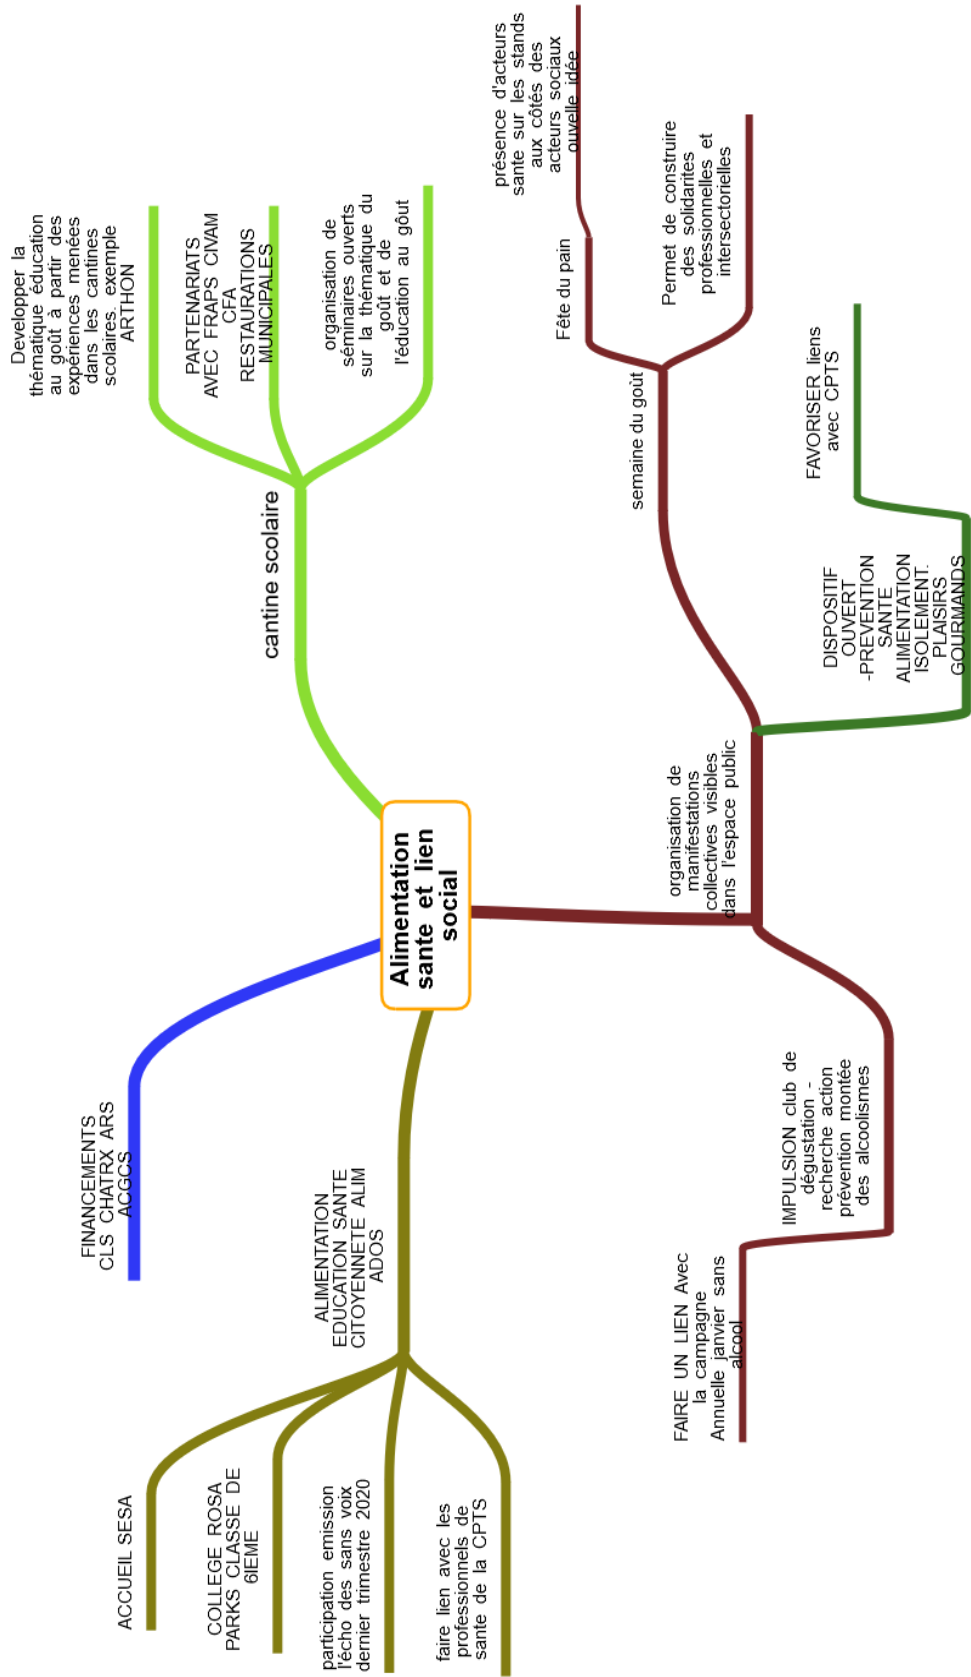 Alimentation
sante et lien
social
cantine scolaire
Developper la
thématique éducation
au goût à partir des
expériences menées
dans les cantines
scolaires. exemple
ARTHON
PARTENARIATS
AVEC FRAPS CIVAM
CFA
RESTAURATIONS
MUNICIPALES
organisation de
séminaires ouverts
sur la thématique du
goût et de
l'éducation au gôut
organisation de
manifestations
collectives visibles
dans l'espace public
semaine du goùt
Fête du pain
présence d'acteurs
sante sur les stands
aux côtés des
acteurs sociaux
ouvelle idée
Permet de construire
des solidarites
professionnelles et
intersectorielles
DISPOSITIF
OUVERT
-PREVENTION
SANTE
ALIMENTATION
ISOLEMENT.
PLAISIRS
GOURMANDS
FAVORISER liens
avec CPTS
IMPULSION club de
dégustation -
recherche action
prévention montée
des alcoolismes
FAIRE UN LIEN Avec
la campagne
Annuelle janvier sans
alcool
ALIMENTATION
EDUCATION SANTE
CITOYENNETE ALIM
ADOS
ACCUEIL SESA
COLLEGE ROSA
PARKS CLASSE DE
6IEME
participation emission
l'écho des sans voix
dernier trimestre 2020
faire lien avec les
professionnels de
sante de la CPTS
FINANCEMENTS
CLS CHATRX ARS
ACGCS